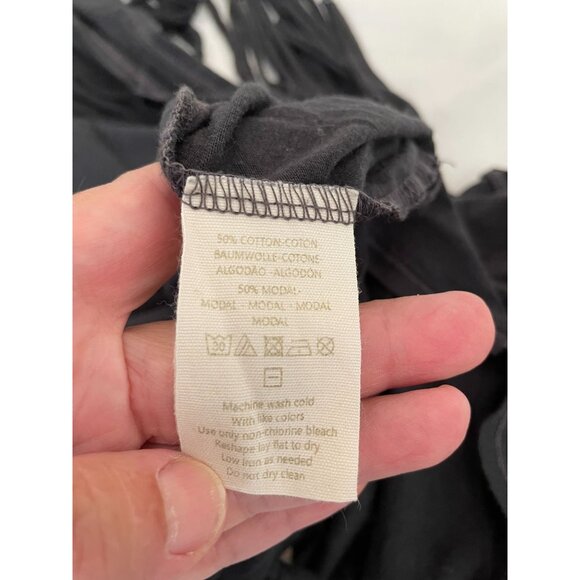 50% COTTON-COTON
BAUMWOLLE-COTONE
ALGODÃO - ALGODÓN
50% MODAL-
MODAL - MODAL - MODAL
MODAL
30
Machine wash cold
With like colors
Use only non-chlorine bleach
Reshape lay flat to dry
Low iron as needed
Do not dry clean